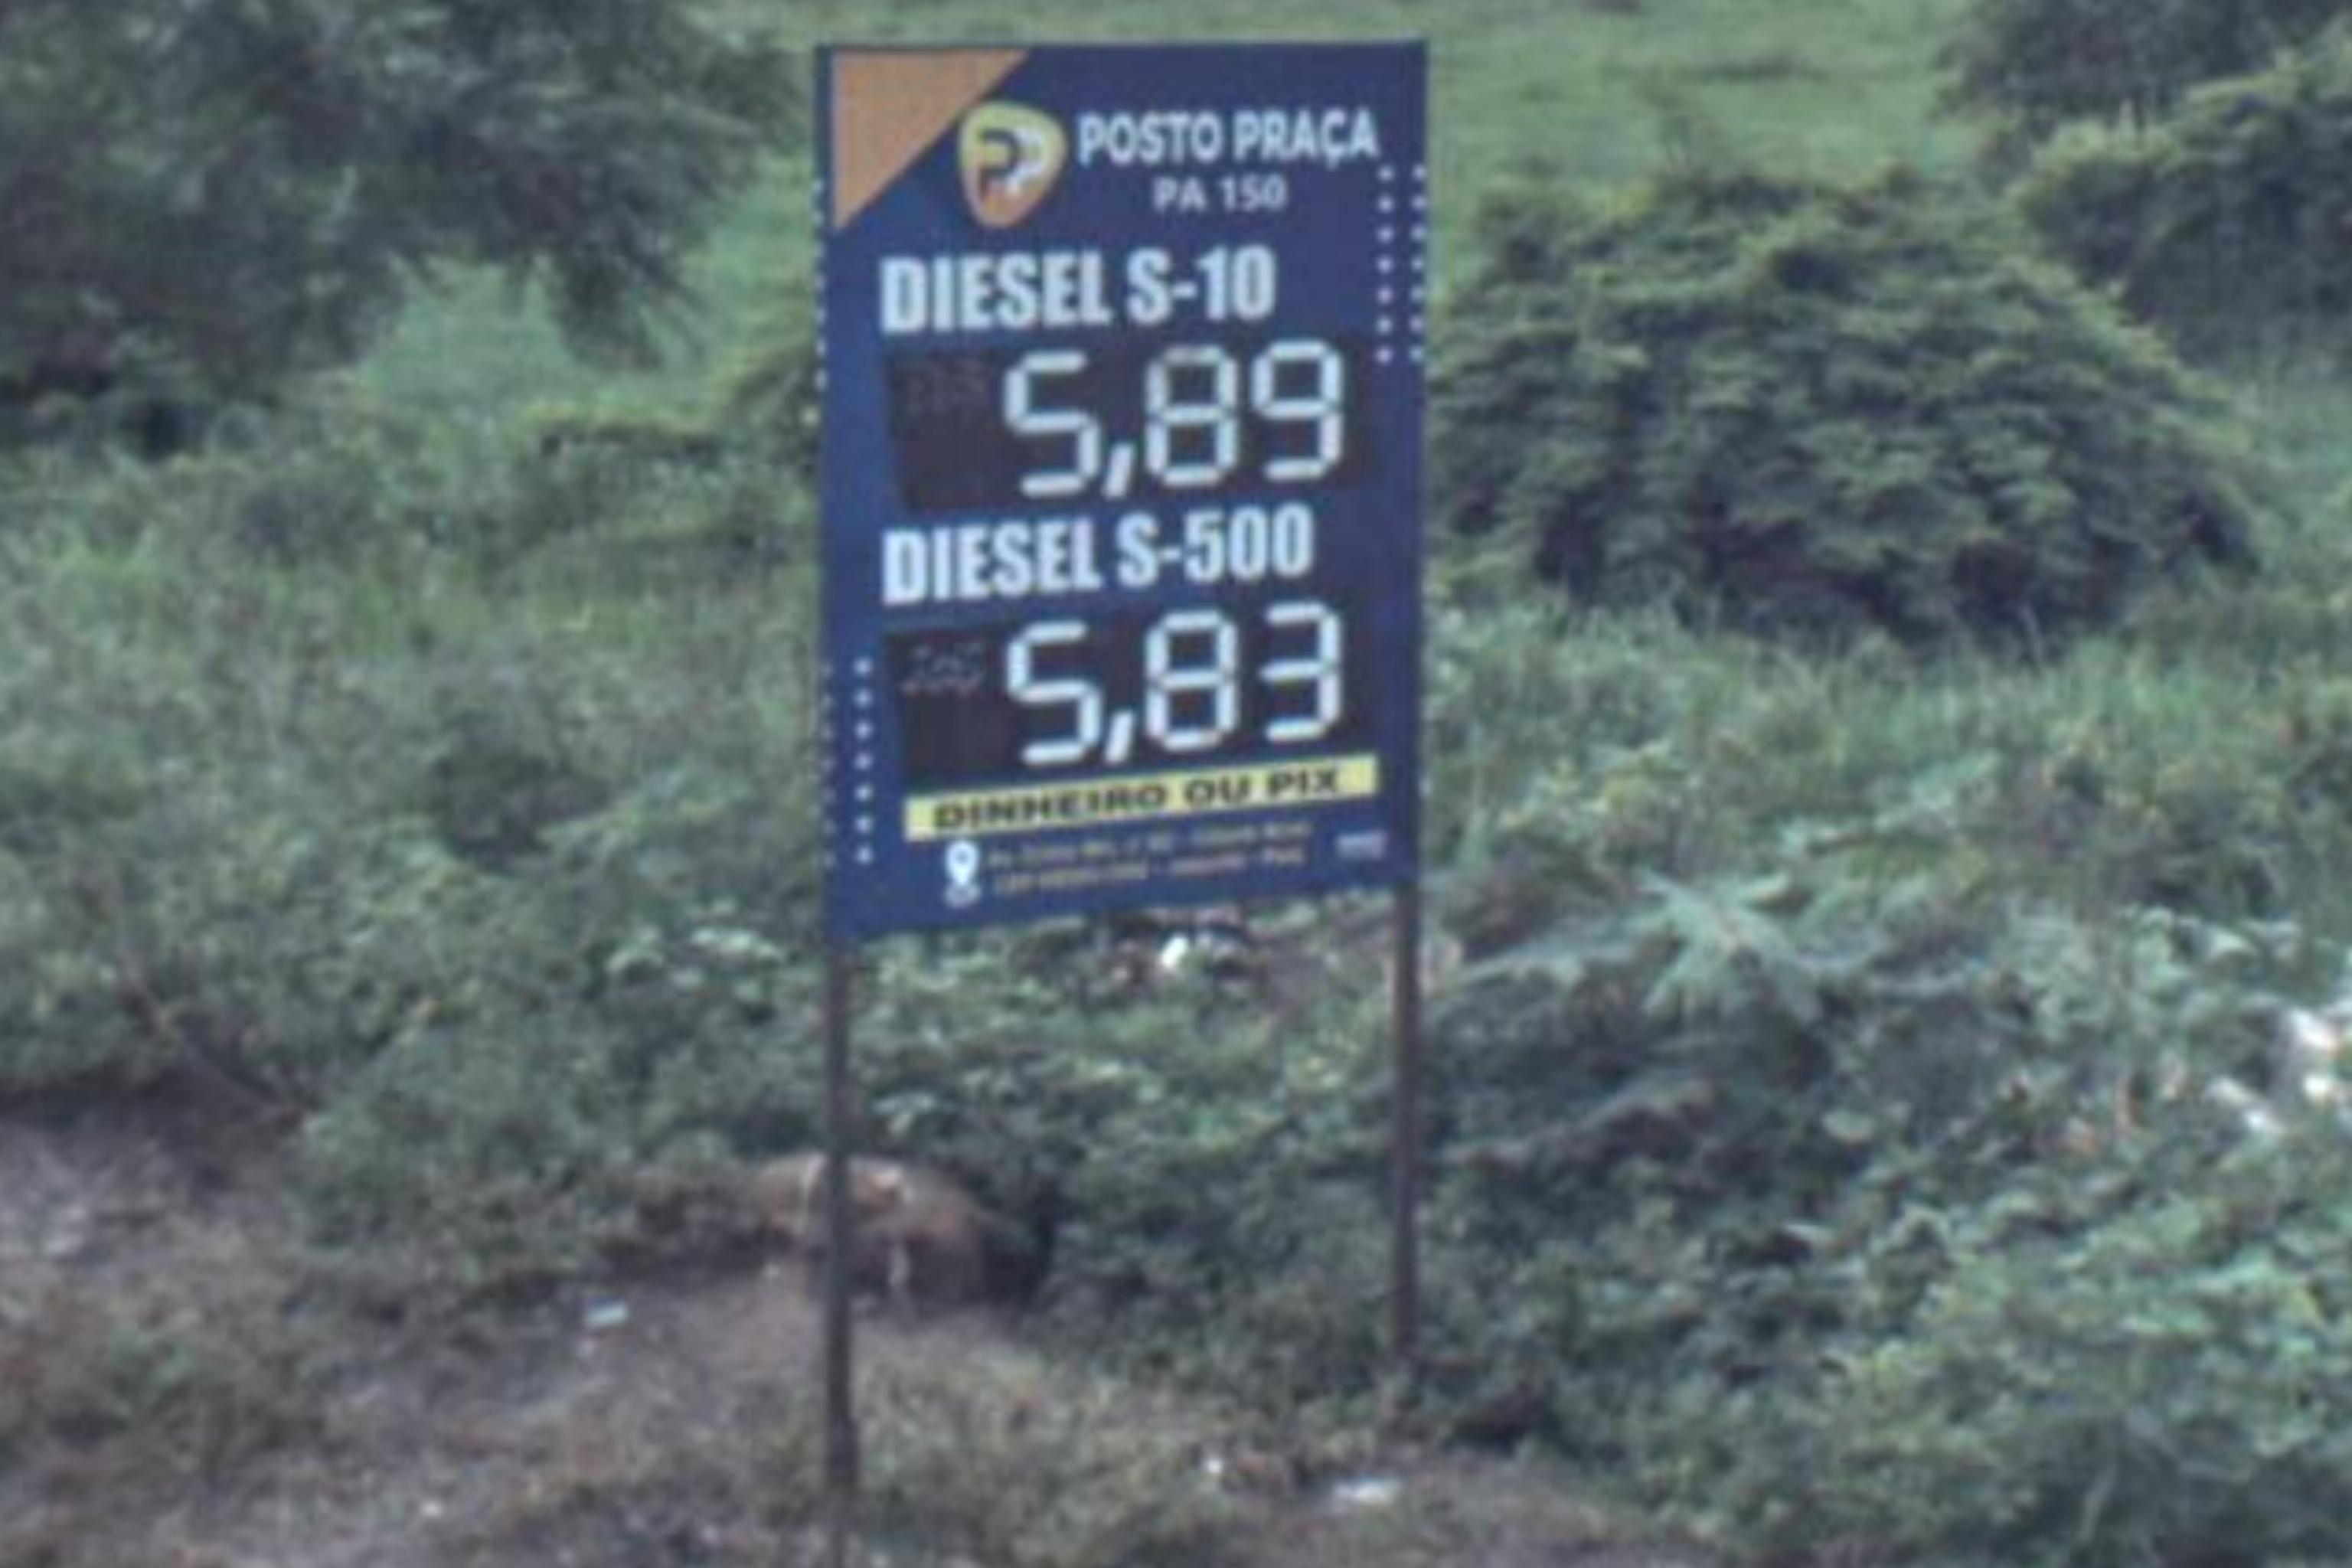 POSTO PRAÇA
PA 150
DIESEL S-10
5,89
DIESEL S-500
5,83
DINHEIRO OU PIX